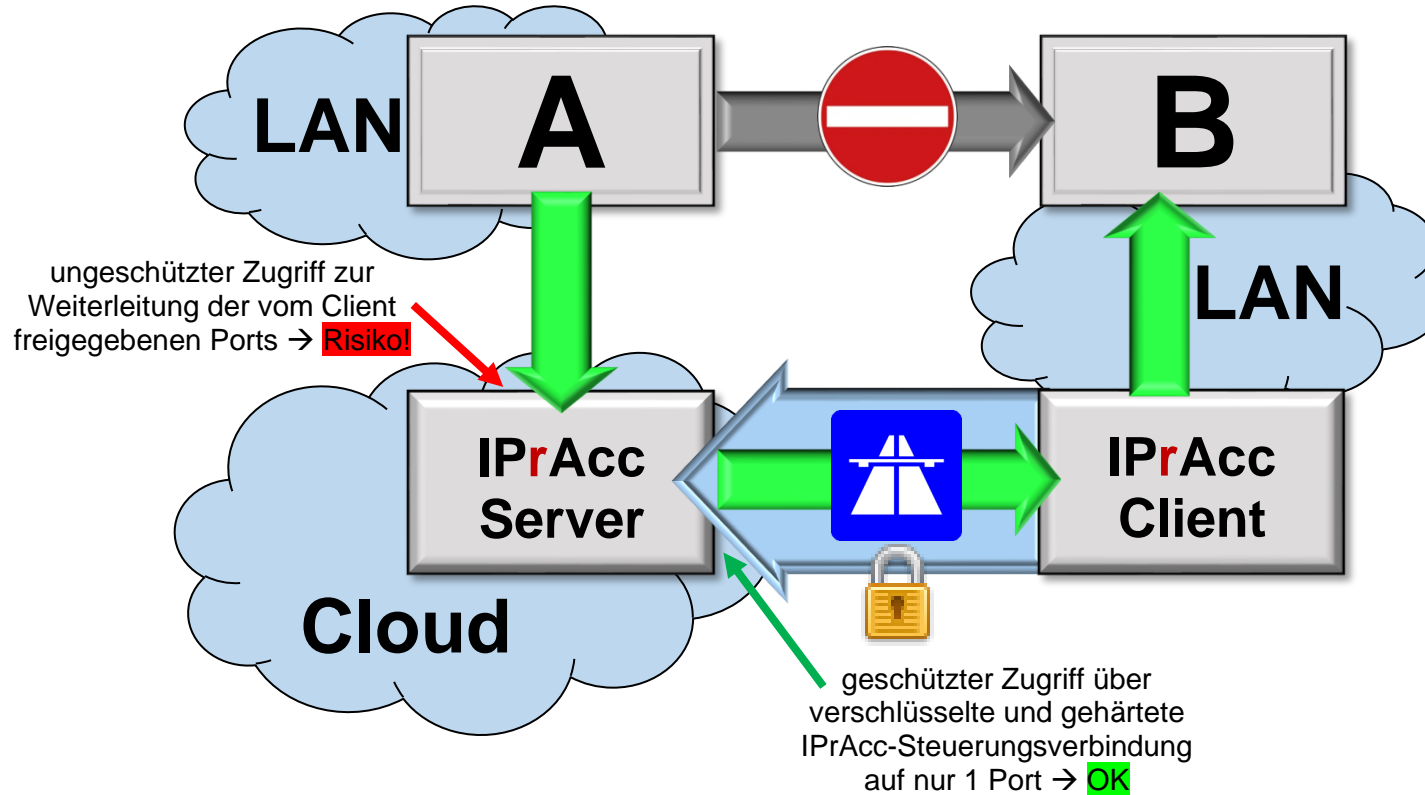 LAN
A
B
LAN
ungeschützter Zugriff zur
Weiterleitung der vom Client
freigegebenen Ports → Risiko!
IPrAcc
Server
IPrAcc
Client
Cloud
geschützter Zugriff über
verschlüsselte und gehärtete
IPrAcc-Steuerungsverbindung
auf nur 1 Port → OK